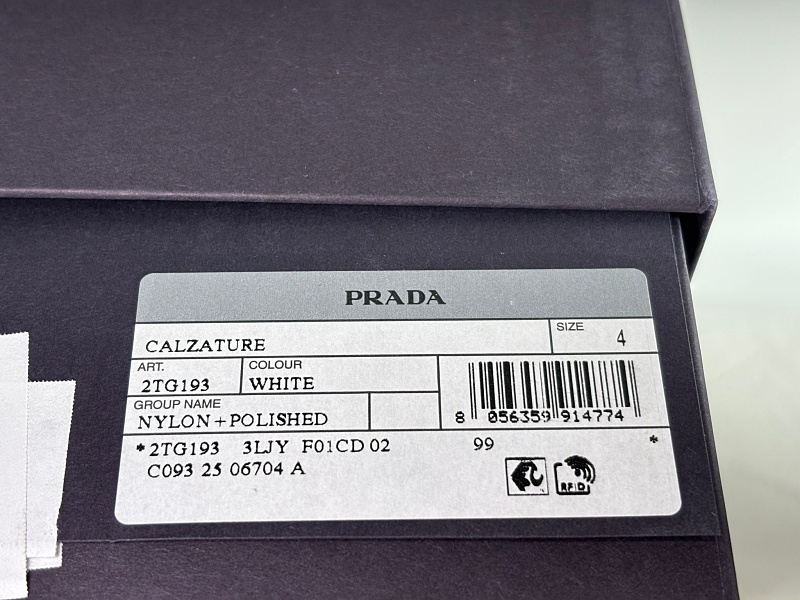 PRADA
CALZATURE
SIZE 4
ART. 2TG193
COLOUR WHITE
GROUP NAME
NYLON+POLISHED
8 056359 914774
*2TG193 3LJY F01CD 02 99 *
C093 25 06704 A
RFID